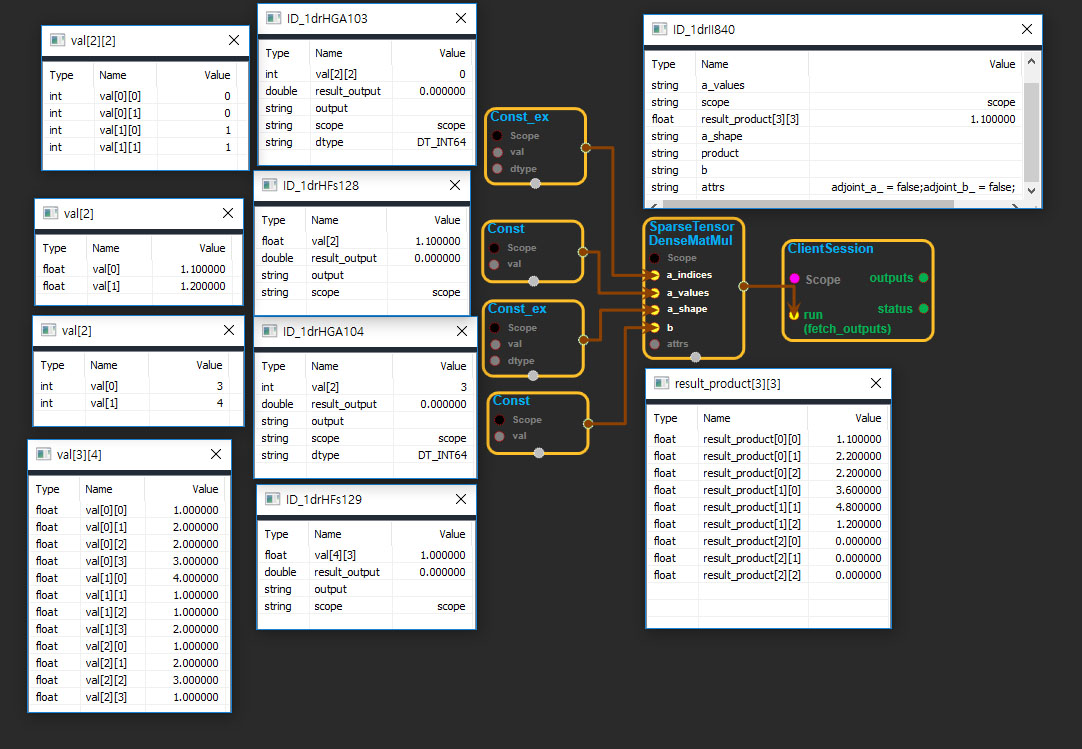 val[2][2]
Type Name Value
int val[0][0] 0
int val[0][1] 0
int val[1][0] 1
int val[1][1] 1
ID_1drHGA103
Type Name Value
int val[2][2] 0
double result_output 0.000000
string output
string scope scope
string dtype DT_INT64
val[2]
Type Name Value
float val[0] 1.100000
float val[1] 1.200000
ID_1drHFs128
Type Name Value
float val[2] 1.100000
double result_output 0.000000
string output
string scope scope
val[2]
Type Name Value
int val[0] 3
int val[1] 4
ID_1drHGA104
Type Name Value
int val[2] 3
double result_output 0.000000
string output
string scope scope
string dtype DT_INT64
val[3][4]
Type Name Value
float val[0][0] 1.000000
float val[0][1] 2.000000
float val[0][2] 2.000000
float val[0][3] 3.000000
float val[1][0] 4.000000
float val[1][1] 1.000000
float val[1][2] 1.000000
float val[1][3] 2.000000
float val[2][0] 1.000000
float val[2][1] 2.000000
float val[2][2] 3.000000
float val[2][3] 1.000000
ID_1drHFs129
Type Name Value
float val[4][3] 1.000000
double result_output 0.000000
string output
string scope scope
Const_ex
Scope
val
dtype
Const
Scope
val
Const_ex
Scope
val
dtype
Const
Scope
val
ID_1drII840
Type Name Value
string a_values
string scope scope
float result_product[3][3] 1.100000
string a_shape
string product
string b
string attrs adjoint_a_ = false;adjoint_b_ = false;
SparseTensor
DenseMatMul
Scope
a_indices
a_values
a_shape
b
attrs
ClientSession
Scope outputs
status
run
(fetch_outputs)
result_product[3][3]
Type Name Value
float result_product[0][0] 1.100000
float result_product[0][1] 2.200000
float result_product[0][2] 2.200000
float result_product[1][0] 3.600000
float result_product[1][1] 4.800000
float result_product[1][2] 1.200000
float result_product[2][0] 0.000000
float result_product[2][1] 0.000000
float result_product[2][2] 0.000000